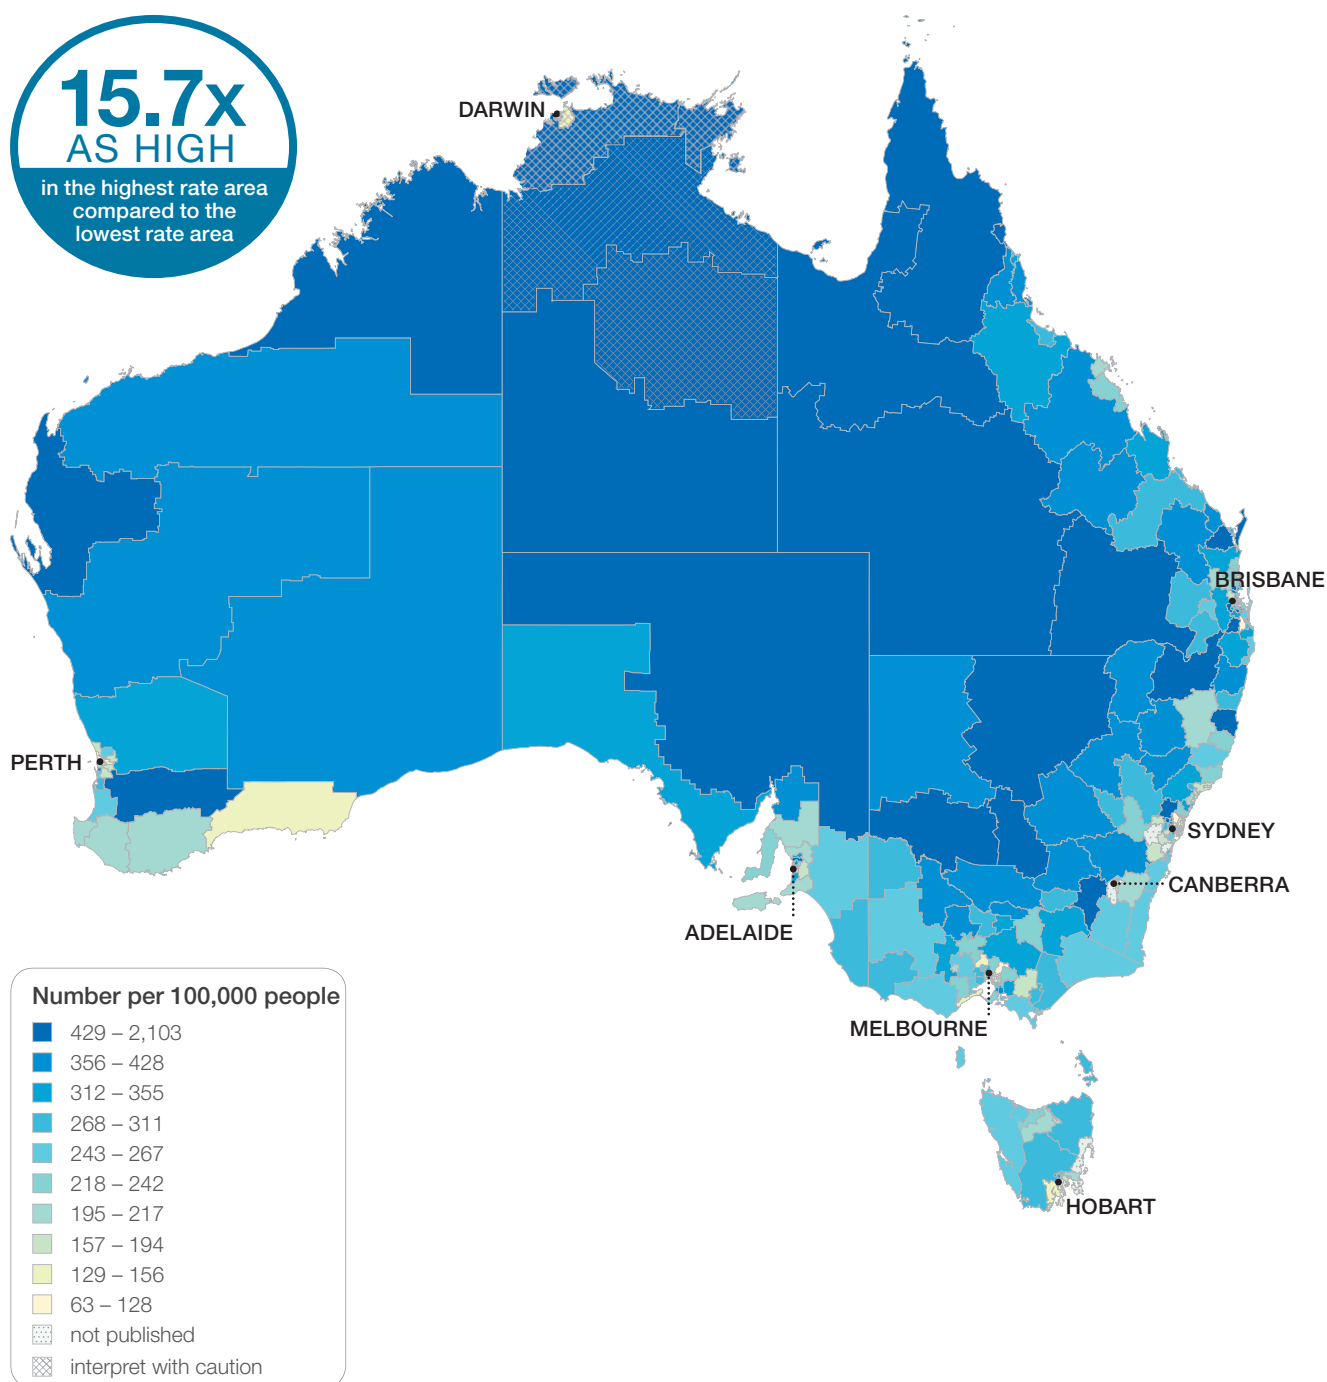 15.7x
AS HIGH
in the highest rate area
compared to the
lowest rate area
DARWIN
BRISBANE
PERTH
SYDNEY
CANBERRA
ADELAIDE
MELBOURNE
HOBART
Number per 100,000 people
429 – 2,103
356 – 428
312 – 355
268 – 311
243 – 267
218 – 242
195 – 217
157 – 194
129 – 156
63 – 128
not published
interpret with caution